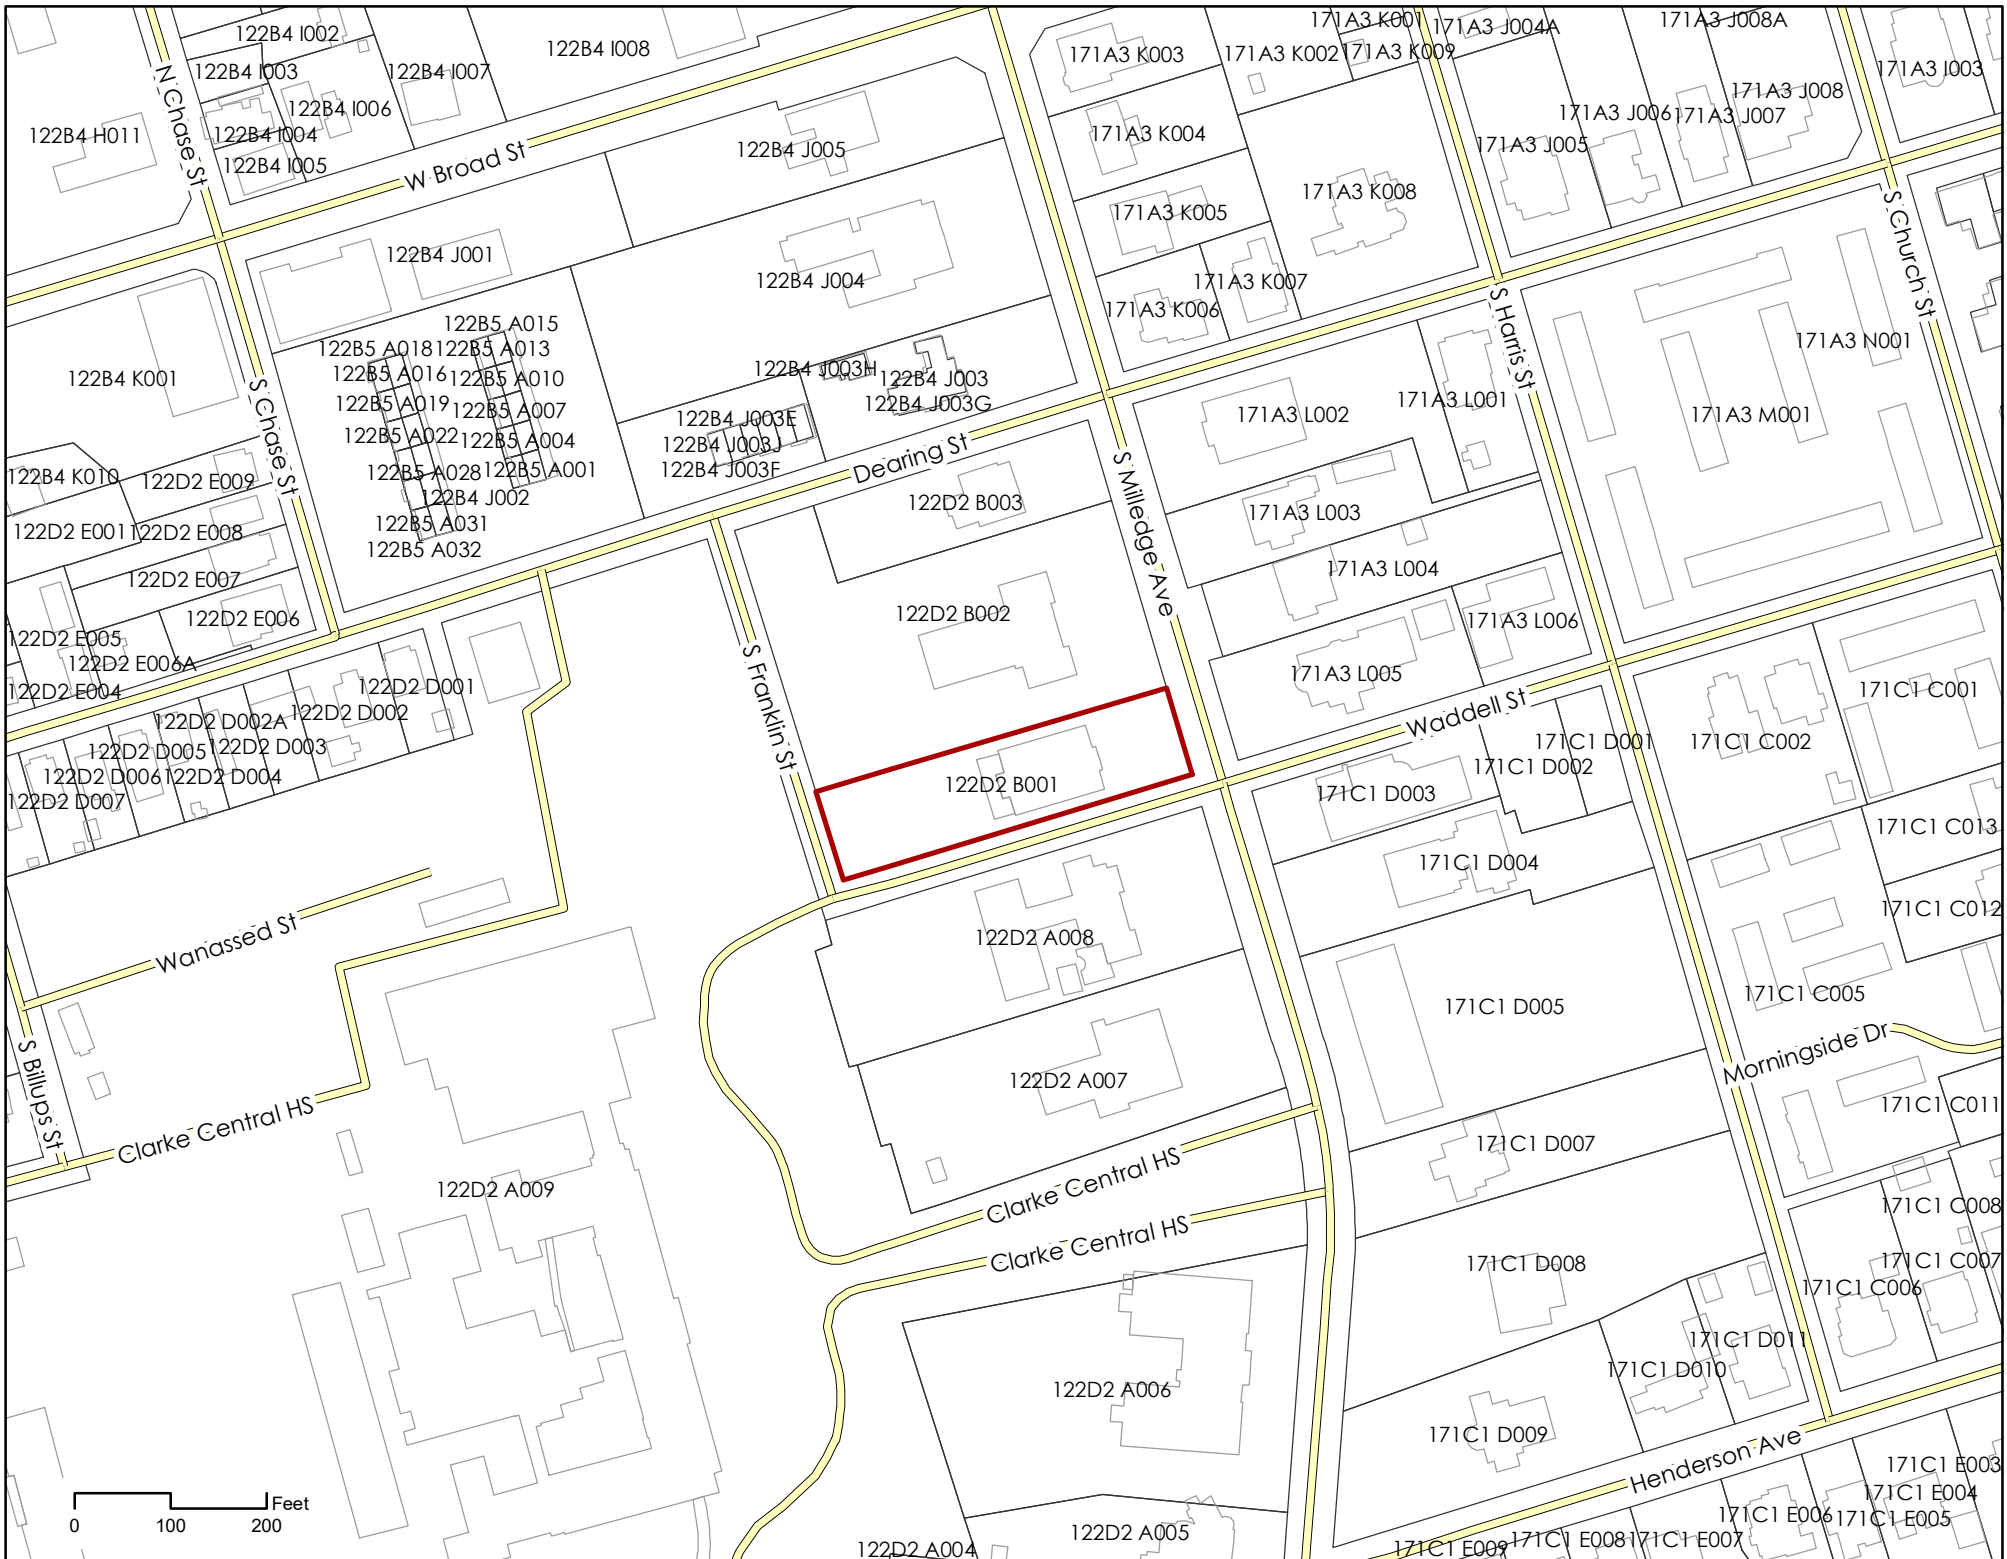 122B4 I002
122B4 I003
122B4 I007
122B4 I008
122B4 I006
122B4 H011
122B4 I004
122B4 I005
N Chase St
W Broad St
122B4 J005
122B4 J001
122B4 J004
171A3 K001
171A3 J004A
171A3 J008A
171A3 K003
171A3 K002
171A3 K009
171A3 I003
171A3 J008
171A3 J006
171A3 J007
171A3 K004
171A3 J005
171A3 K008
171A3 K005
171A3 K007
171A3 K006
S Church St
S Harris St
171A3 N001
122B5 A015
122B5 A018
122B5 A013
122B5 A016
122B5 A010
122B4 K001
122B5 A019
122B5 A007
122B5 A022
122B5 A004
122B5 A028
122B5 A001
122B4 J002
122B5 A031
122B5 A032
S Chase St
122B4 J003H
122B4 J003
122B4 J003G
122B4 J003E
122B4 J003J
122B4 J003F
Dearing St
171A3 L002
171A3 L001
171A3 M001
122B4 K010
122D2 E009
122D2 E001
122D2 E008
122D2 E007
122D2 E006
122D2 E005
122D2 E006A
122D2 E004
122D2 B003
S Milledge Ave
171A3 L003
171A3 L004
122D2 B002
171A3 L006
171A3 L005
122D2 D001
122D2 D002A
122D2 D002
122D2 D005
122D2 D003
122D2 D006
122D2 D004
122D2 D007
S Franklin St
Waddell St
171C1 C001
171C1 D001
171C1 C002
171C1 D002
122D2 B001
171C1 D003
171C1 C013
171C1 D004
171C1 C012
Wanassed St
122D2 A008
171C1 D005
171C1 C005
Morningside Dr
S Billups St
122D2 A007
171C1 C011
Clarke Central HS
171C1 D007
122D2 A009
Clarke Central HS
171C1 C008
Clarke Central HS
171C1 D008
171C1 C007
171C1 C006
171C1 D011
171C1 D010
122D2 A006
171C1 D009
Henderson Ave
171C1 E003
171C1 E004
171C1 E006
171C1 E005
122D2 A005
171C1 E008
171C1 E007
122D2 A004
171C1 E009
Feet
0 100 200